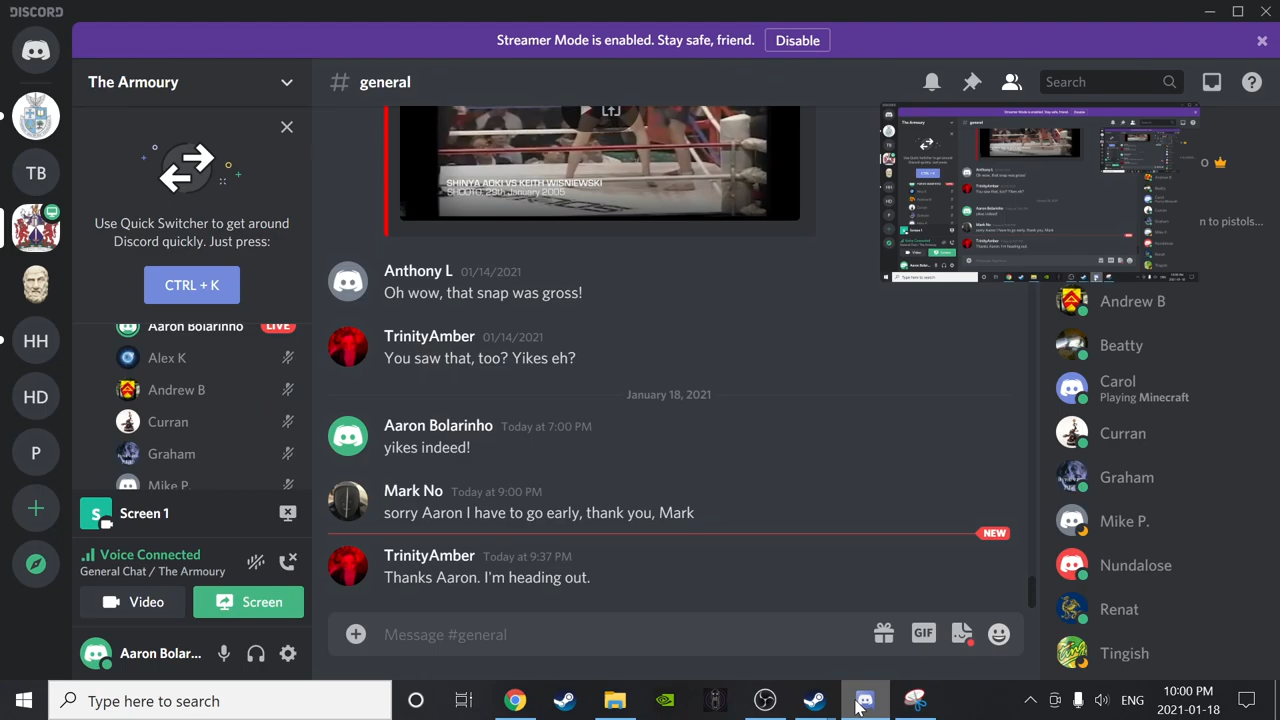 DISCORD
Streamer Mode is enabled. Stay safe, friend.
Disable
The Armoury
# general
Search
Use Quick Switcher to get around
Discord quickly. Just press:
CTRL + K
Aaron Bolarinho
LIVE
Alex K
Andrew B
Curran
Graham
Mike P.
S
Screen 1
Voice Connected
General Chat / The Armoury
Video
Screen
Aaron Bolar...
TB
HH
HD
P
SHINYA AOKI VS KEITH WISNIEWSKI
SHOOTO, 29th January 2005
Anthony L 01/14/2021
Oh wow, that snap was gross!
TrinityAmber 01/14/2021
You saw that, too? Yikes eh?
January 18, 2021
Aaron Bolarinho Today at 7:00 PM
yikes indeed!
Mark No Today at 9:00 PM
sorry Aaron I have to go early, thank you, Mark
NEW
TrinityAmber Today at 9:37 PM
Thanks Aaron. I'm heading out.
Message #general
GIF
n to pistols...
Andrew B
Beatty
Carol
Playing Minecraft
Curran
Graham
Mike P.
Nundalose
Renat
Tingish
Type here to search
ENG
10:00 PM
2021-01-18